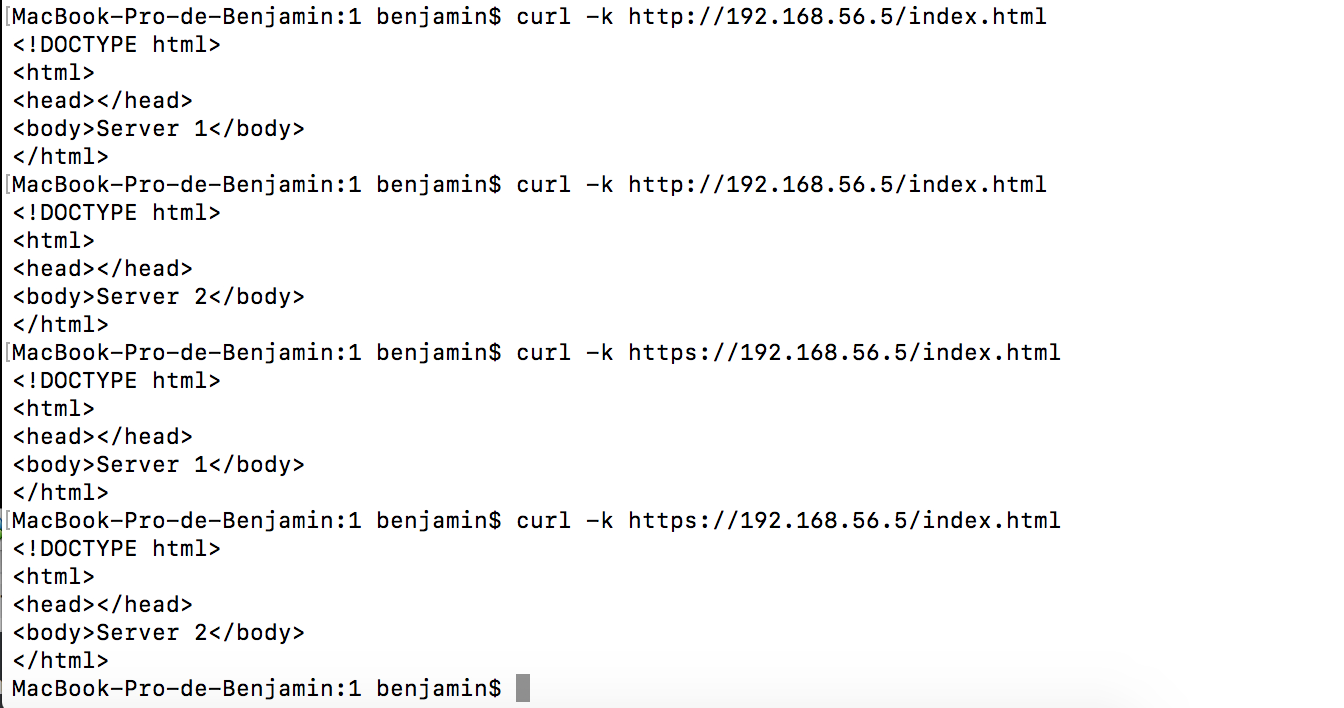 [MacBook-Pro-de-Benjamin:1 benjamin$ curl -k http://192.168.56.5/index.html
<!DOCTYPE html>
<html>
<head></head>
<body>Server 1</body>
</html>
[MacBook-Pro-de-Benjamin:1 benjamin$ curl -k http://192.168.56.5/index.html
<!DOCTYPE html>
<html>
<head></head>
<body>Server 2</body>
</html>
[MacBook-Pro-de-Benjamin:1 benjamin$ curl -k https://192.168.56.5/index.html
<!DOCTYPE html>
<html>
<head></head>
<body>Server 1</body>
</html>
[MacBook-Pro-de-Benjamin:1 benjamin$ curl -k https://192.168.56.5/index.html
<!DOCTYPE html>
<html>
<head></head>
<body>Server 2</body>
</html>
MacBook-Pro-de-Benjamin:1 benjamin$